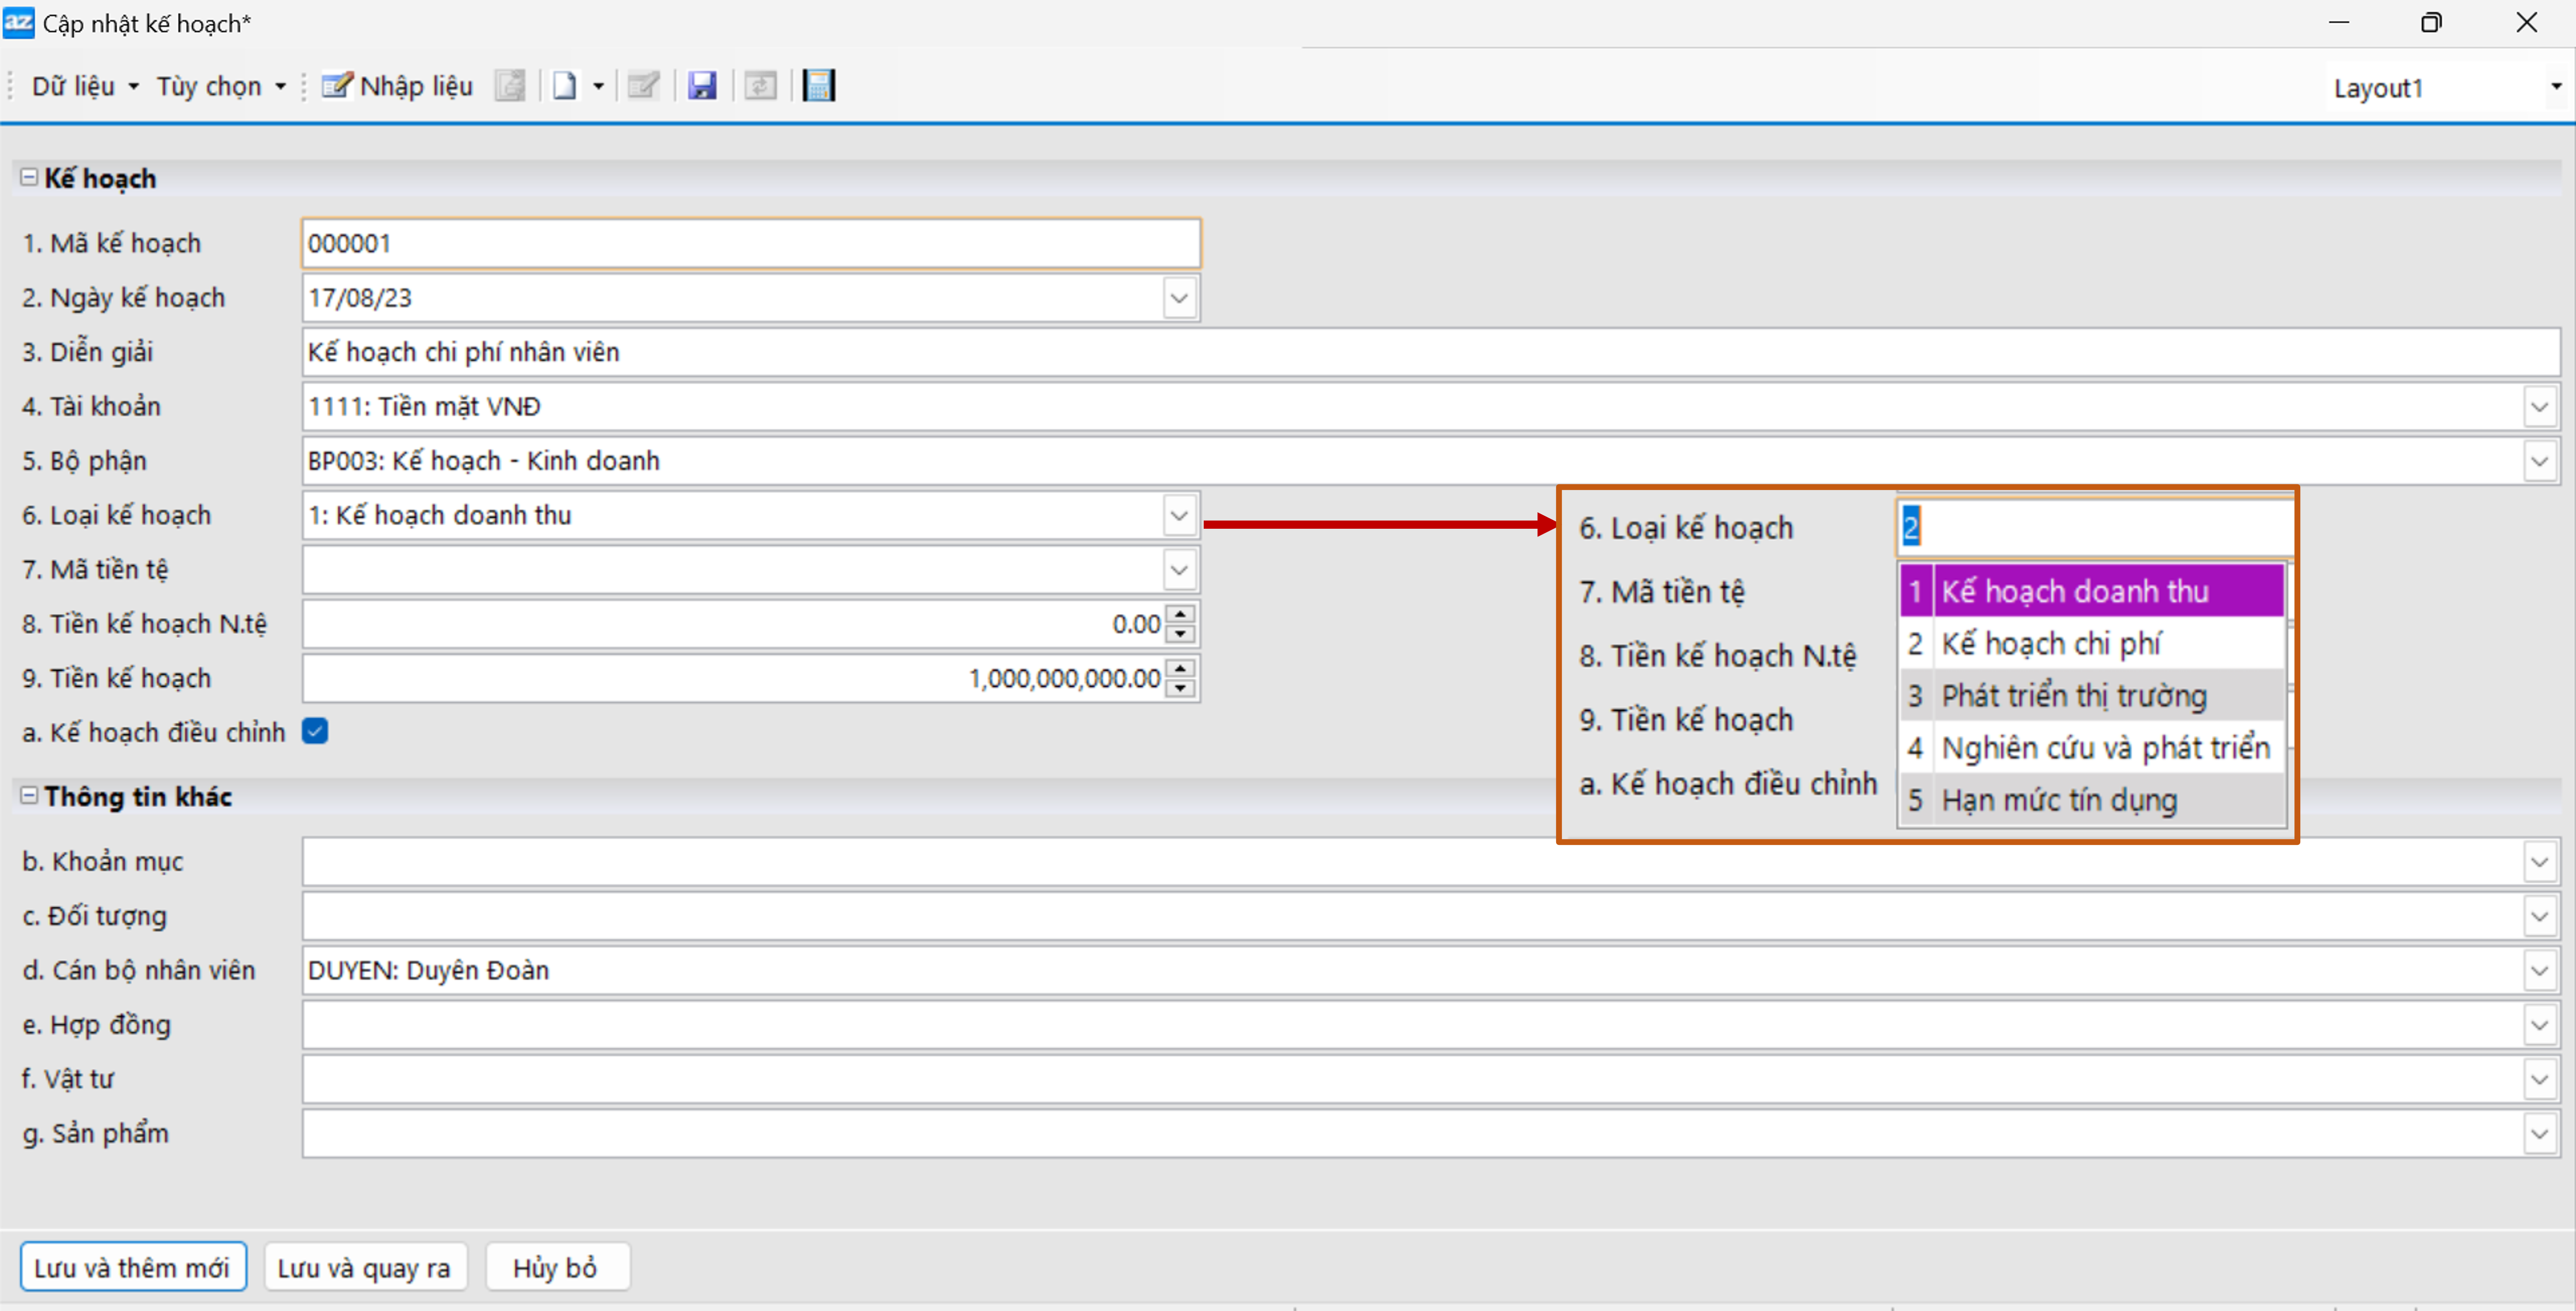 az Cập nhật kế hoạch*
Dữ liệu Tùy chọn Nhập liệu Layout1
Kế hoạch
1. Mã kế hoạch 000001
2. Ngày kế hoạch 17/08/23
3. Diễn giải Kế hoạch chi phí nhân viên
4. Tài khoản 1111: Tiền mặt VNĐ
5. Bộ phận BP003: Kế hoạch - Kinh doanh
6. Loại kế hoạch 1: Kế hoạch doanh thu
7. Mã tiền tệ
8. Tiền kế hoạch N.tệ 0.00
9. Tiền kế hoạch 1,000,000,000.00
a. Kế hoạch điều chỉnh
6. Loại kế hoạch 2
7. Mã tiền tệ
8. Tiền kế hoạch N.tệ
9. Tiền kế hoạch
a. Kế hoạch điều chỉnh
1 Kế hoạch doanh thu
2 Kế hoạch chi phí
3 Phát triển thị trường
4 Nghiên cứu và phát triển
5 Hạn mức tín dụng
Thông tin khác
b. Khoản mục
c. Đối tượng
d. Cán bộ nhân viên DUYEN: Duyên Đoàn
e. Hợp đồng
f. Vật tư
g. Sản phẩm
Lưu và thêm mới Lưu và quay ra Hủy bỏ